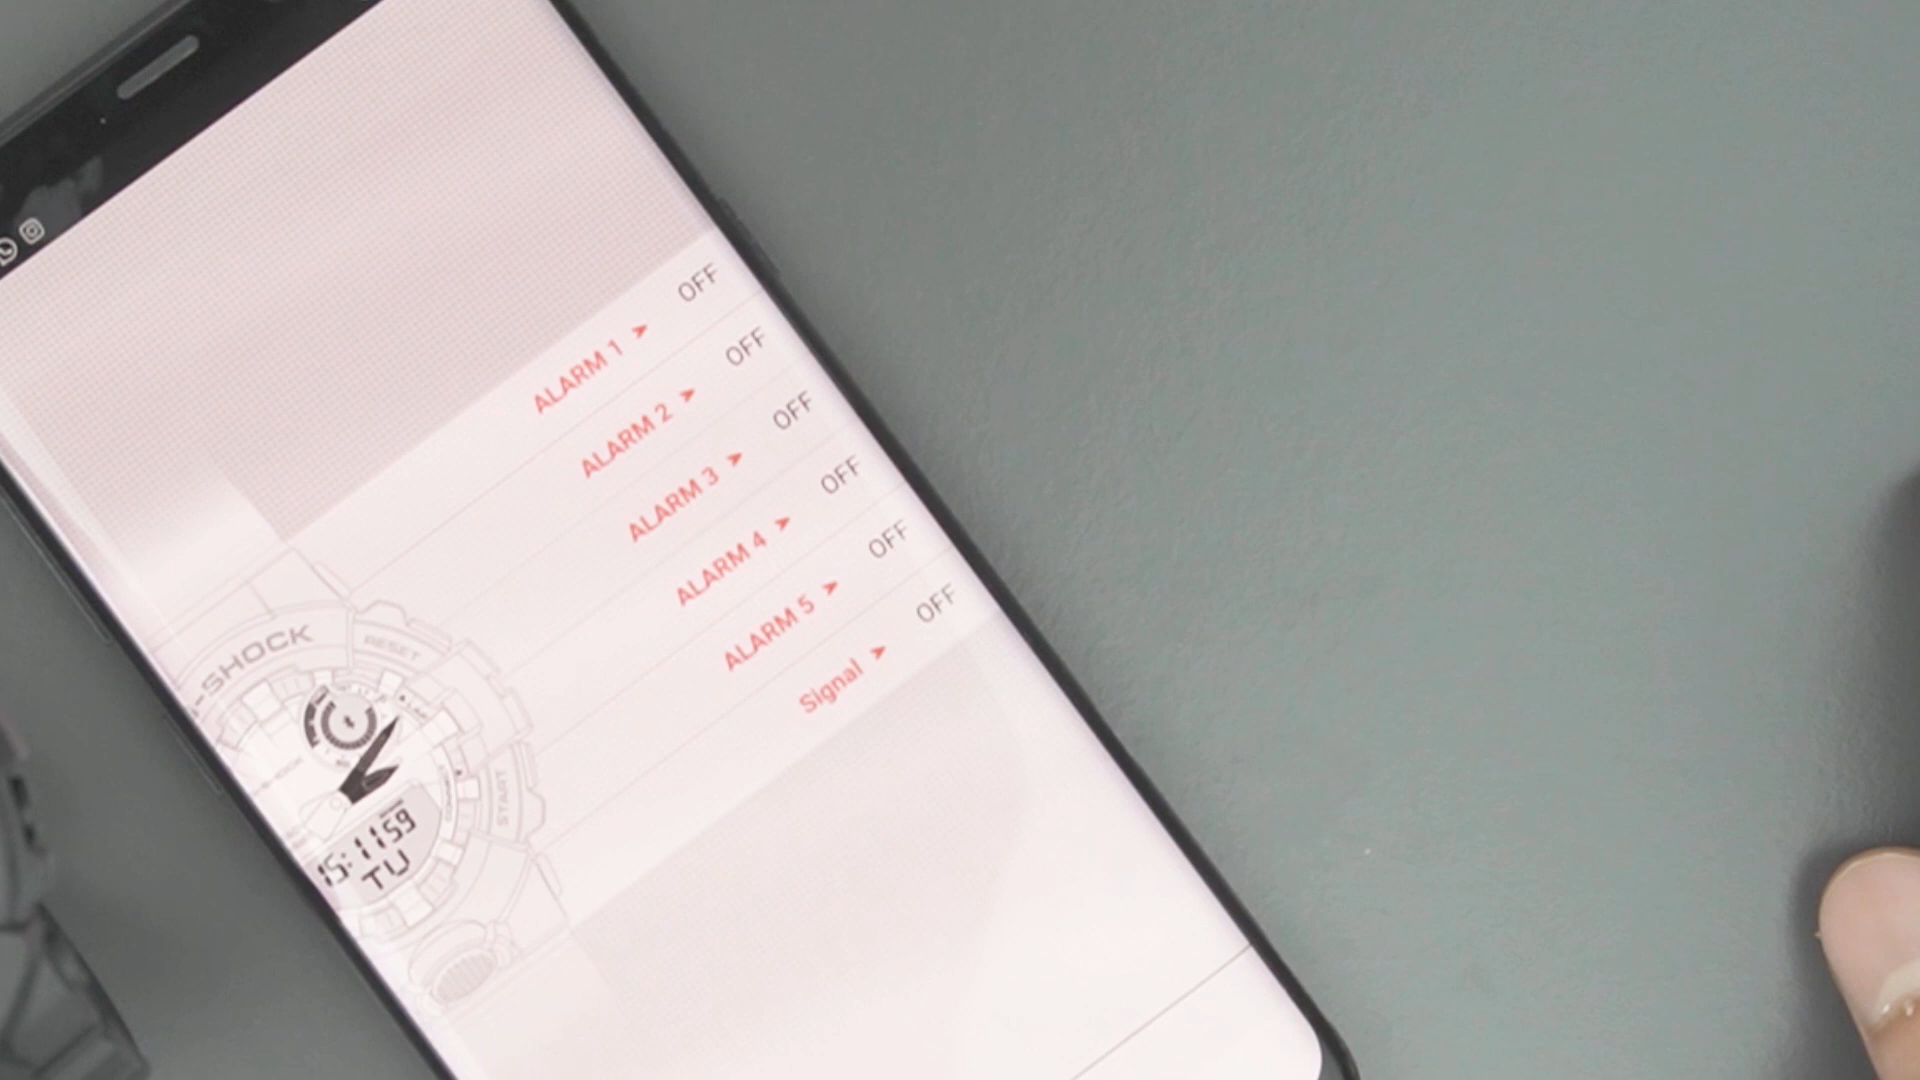 ALARM 1 ➤ OFF
ALARM 2 ➤ OFF
ALARM 3 ➤ OFF
ALARM 4 ➤ OFF
ALARM 5 ➤ OFF
Signal ➤ OFF
-SHOCK
RESET
START
15:11 59
TU